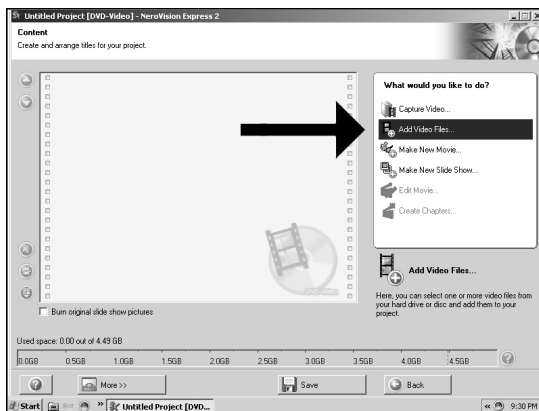 Untitled Project [DVD-Video] - NeroVision Express 2
Content
Create and arrange titles for your project.
What would you like to do?
Capture Video...
Add Video Files...
Make New Movie...
Make New Slide Show...
Edit Movie...
Create Chapters...
DVD-Video
Add Video Files...
Here, you can select one or more video files from
your hard drive or disc and add them to your
project.
Burn original slide show pictures
Used space: 0.00 out of 4.49 GB
0.0GB 0.5GB 1.0GB 1.5GB 2.0GB 2.5GB 3.0GB 3.5GB 4.0GB 4.5GB
More >> Save Back
Start Untitled Project [DVD... 9:30 PM